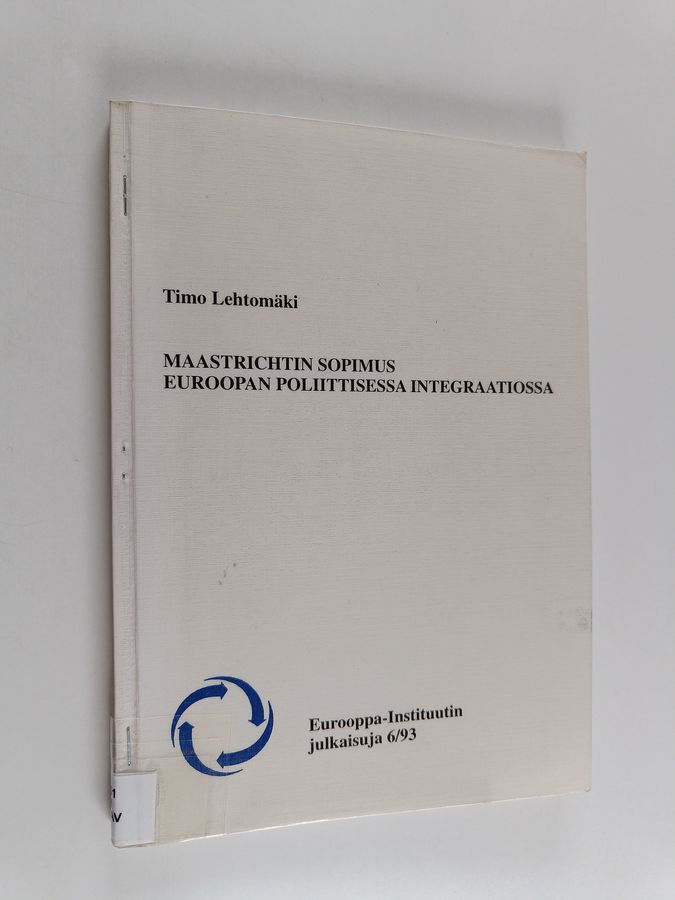 Timo Lehtomäki
MAASTRICHTIN SOPIMUS
EUROOPAN POLIITTISESSA INTEGRAATIOSSA
Eurooppa-Instituutin
julkaisuja 6/93